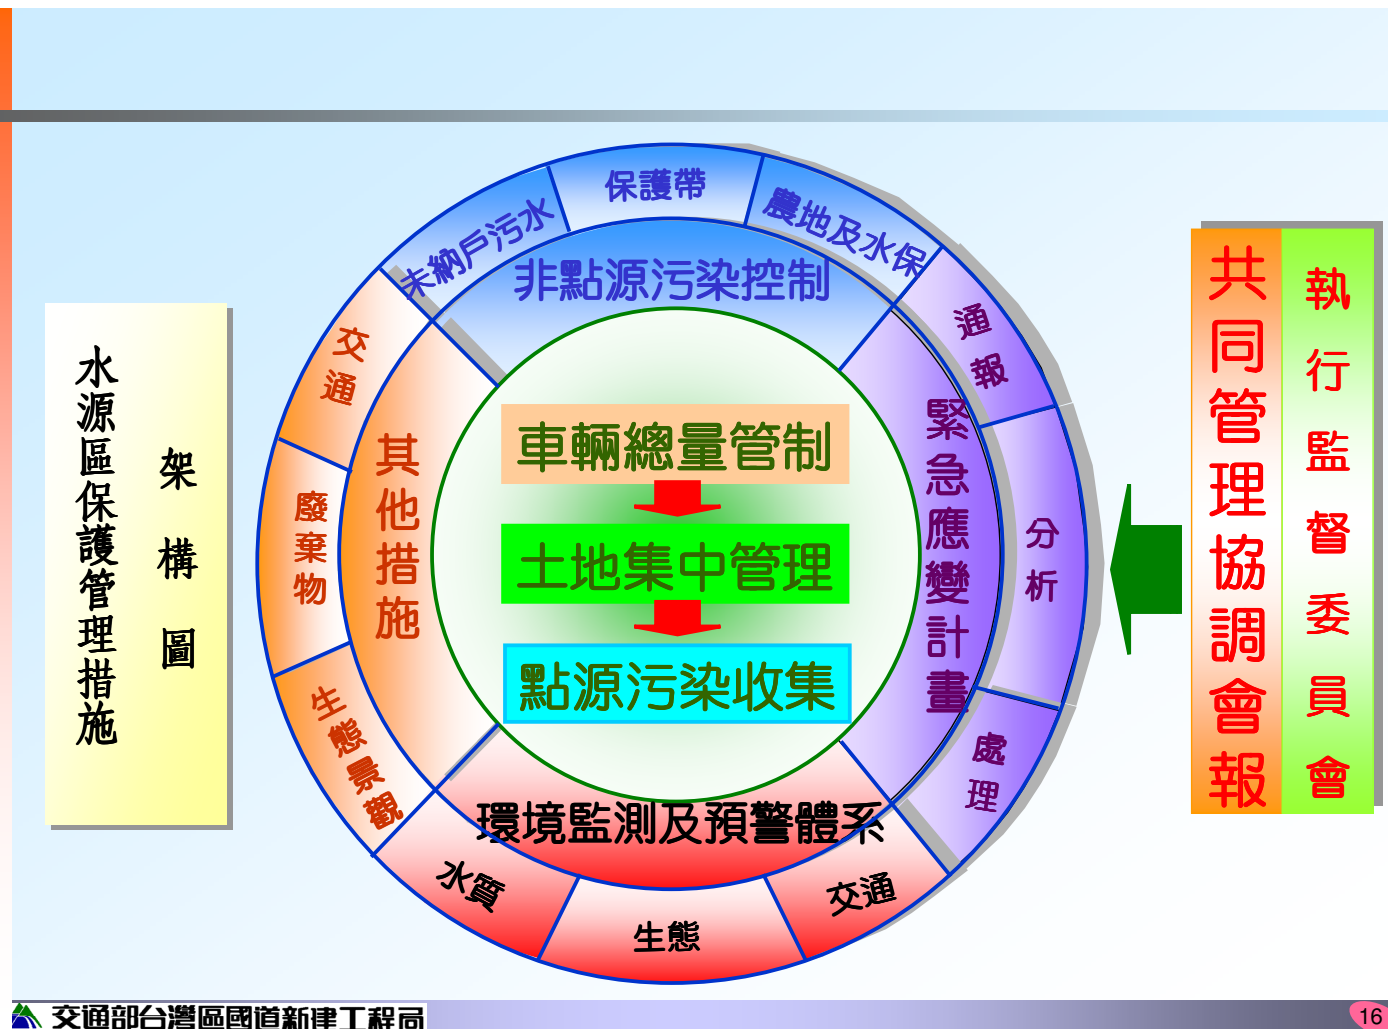 水源區保護管理措施
架構圖
未納戶污水
保護帶
農地及水保
非點源污染控制
交通
廢棄物
生態景觀
其他措施
車輛總量管制
土地集中管理
點源污染收集
緊急應變計畫
通報
分析
處理
環境監測及預警體系
水質
生態
交通
共同管理協調會報
執行監督委員會
交通部台灣區國道新建工程局
16